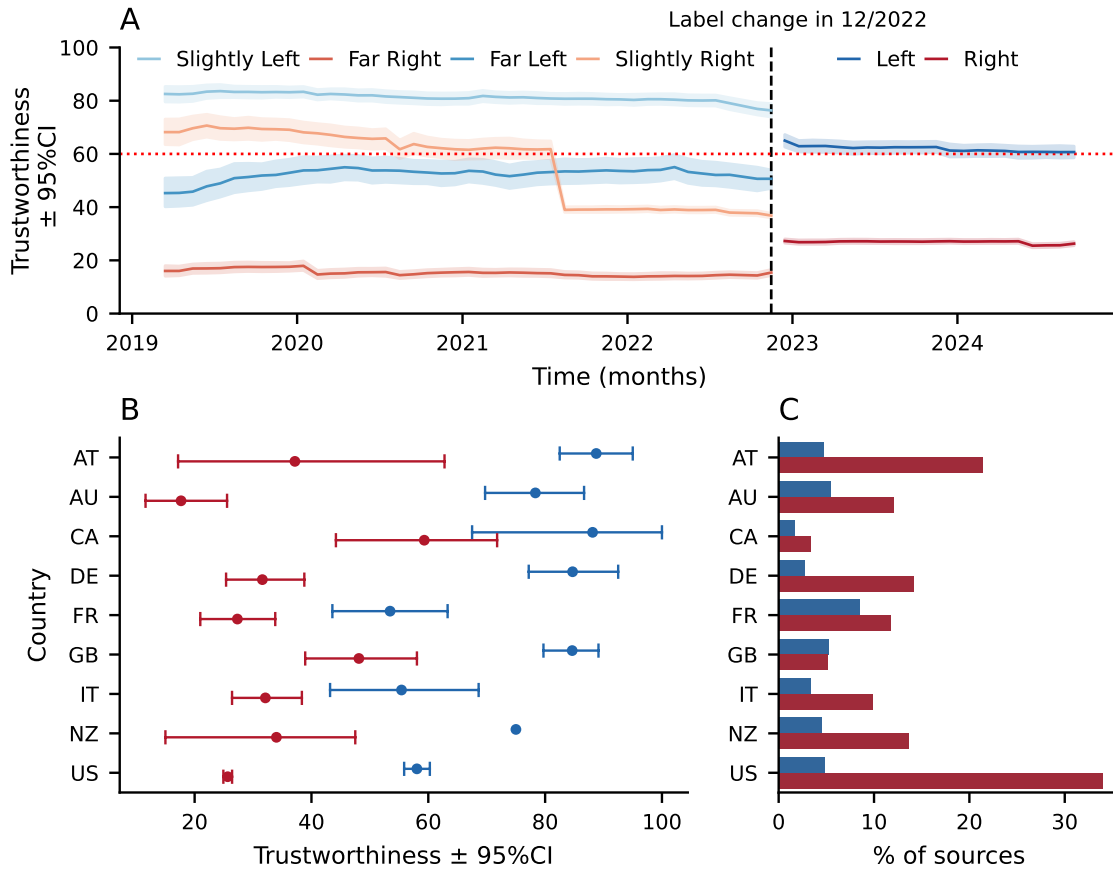 A
Label change in 12/2022
Slightly Left
Far Right
Far Left
Slightly Right
Left
Right
Trustworthiness
± 95%CI
100
80
60
40
20
0
2019
2020
2021
2022
2023
2024
Time (months)
B
Country
AT
AU
CA
DE
FR
GB
IT
NZ
US
20
40
60
80
100
Trustworthiness ± 95%CI
C
AT
AU
CA
DE
FR
GB
IT
NZ
US
0
10
20
30
% of sources